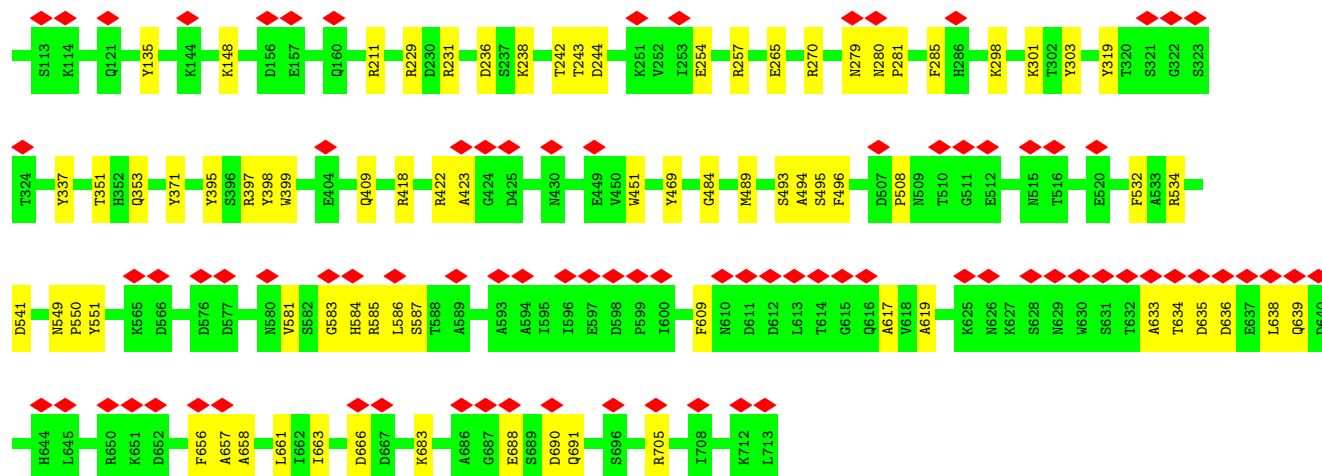 S113 K114 Q121 Y135 K144 K148 D156 E157 Q160 R211 R229 D230 R231 D236 S237 K238 T242 T243 D244 K251 V252 I253 E254 R257 E265 R270 N279 N280 P281 F285 H286 K298 K301 T302 Y303 Y319 T320 S321 G322 S323
T324 Y337 T351 H352 Q353 Y371 Y395 S396 R397 Y398 W399 E404 Q409 R418 R422 A423 G424 D425 N430 E449 V450 W451 Y469 G484 M489 S493 A494 S495 F496 D507 P508 N509 T510 G511 E512 N515 T516 E520 F532 A533 R534
D541 N549 P550 Y551 K565 D566 D576 D577 N580 V581 S582 G583 H584 R585 L586 S587 T588 A589 A593 A594 I595 I596 E597 D598 P599 I600 F609 N610 D611 D612 L613 T614 G615 Q616 A617 V618 A619 K625 N626 K627 S628 N629 W630 S631 T632 A633 T634 D635 D636 E637 L638 Q639 D640
H644 L645 R650 K651 D652 F656 A657 A658 L661 I662 I663 D666 D667 K683 A686 G687 E688 S689 D690 Q691 S696 R705 I708 K712 L713